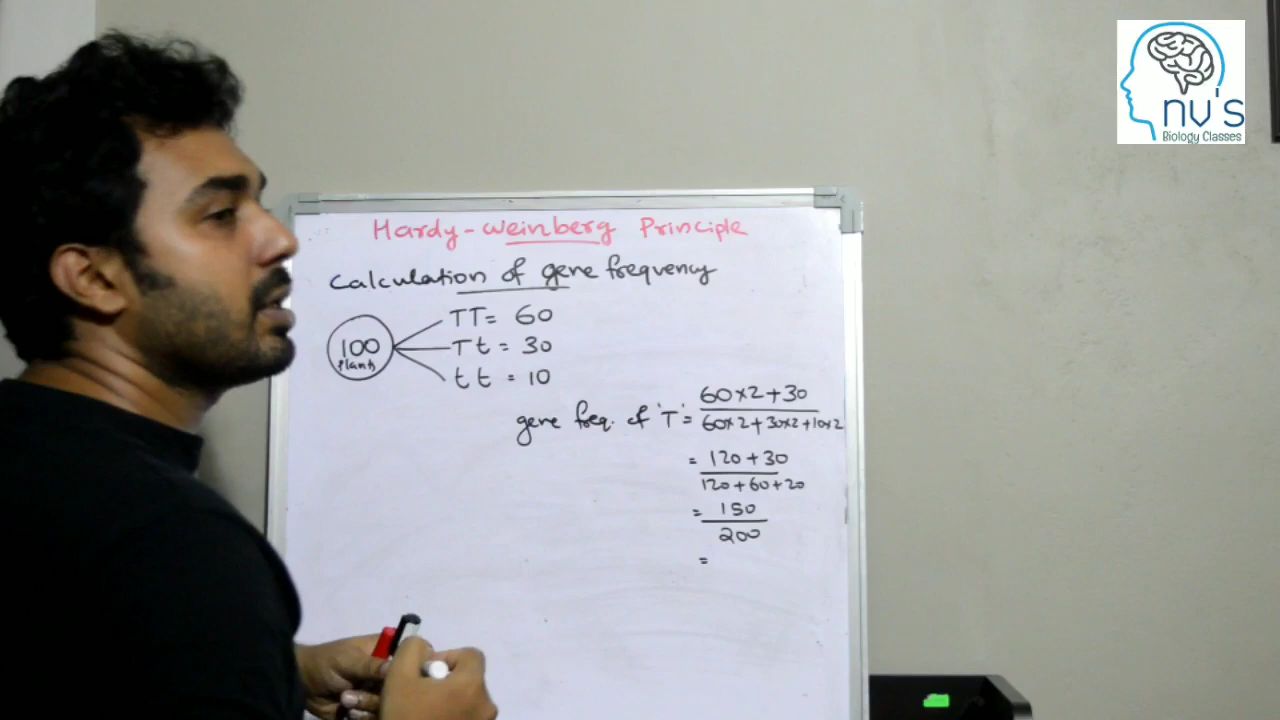 nv's
Biology Classes
Hardy-Weinberg Principle
Calculation of gene frequency
100
Plants
TT = 60
Tt = 30
tt = 10
gene freq. of 'T' = 60×2+30
60×2+30×2+10×2
= 120+30
120+60+20
= 150
200
=